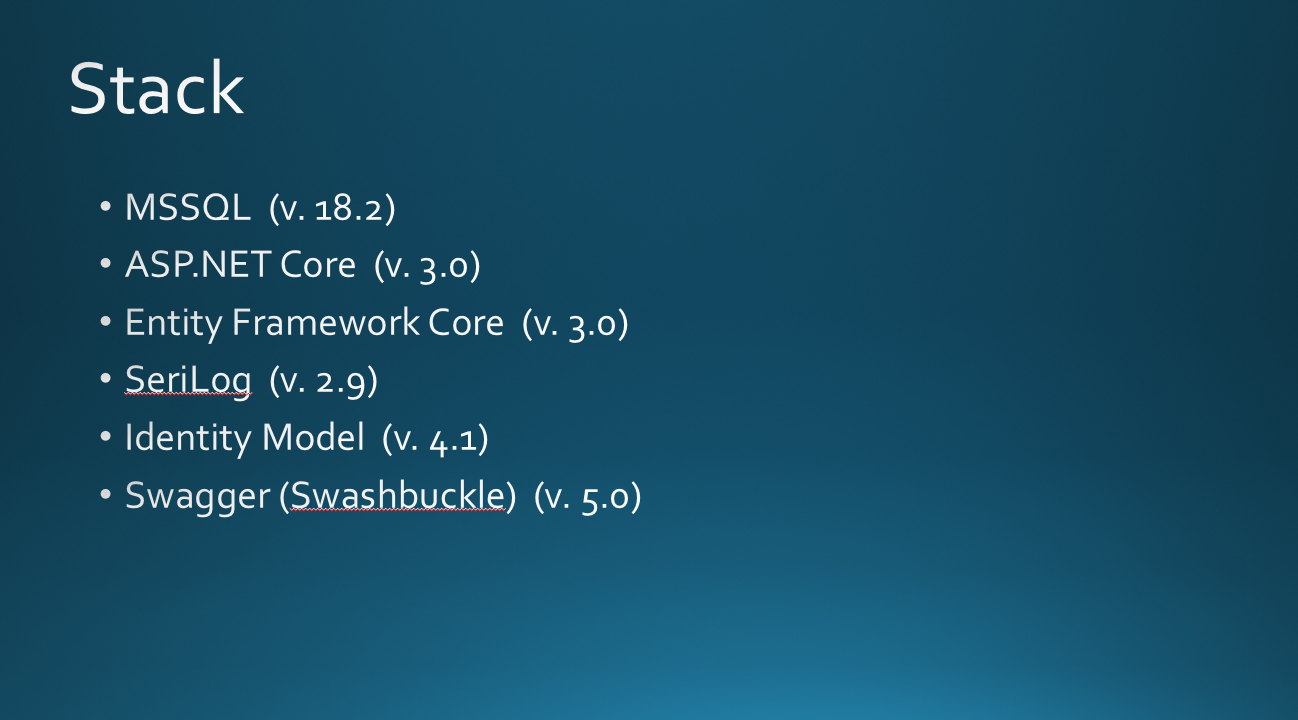 Stack
• MSSQL (v. 18.2)
• ASP.NET Core (v. 3.0)
• Entity Framework Core (v. 3.0)
• SeriLog (v. 2.9)
• Identity Model (v. 4.1)
• Swagger (Swashbuckle) (v. 5.0)